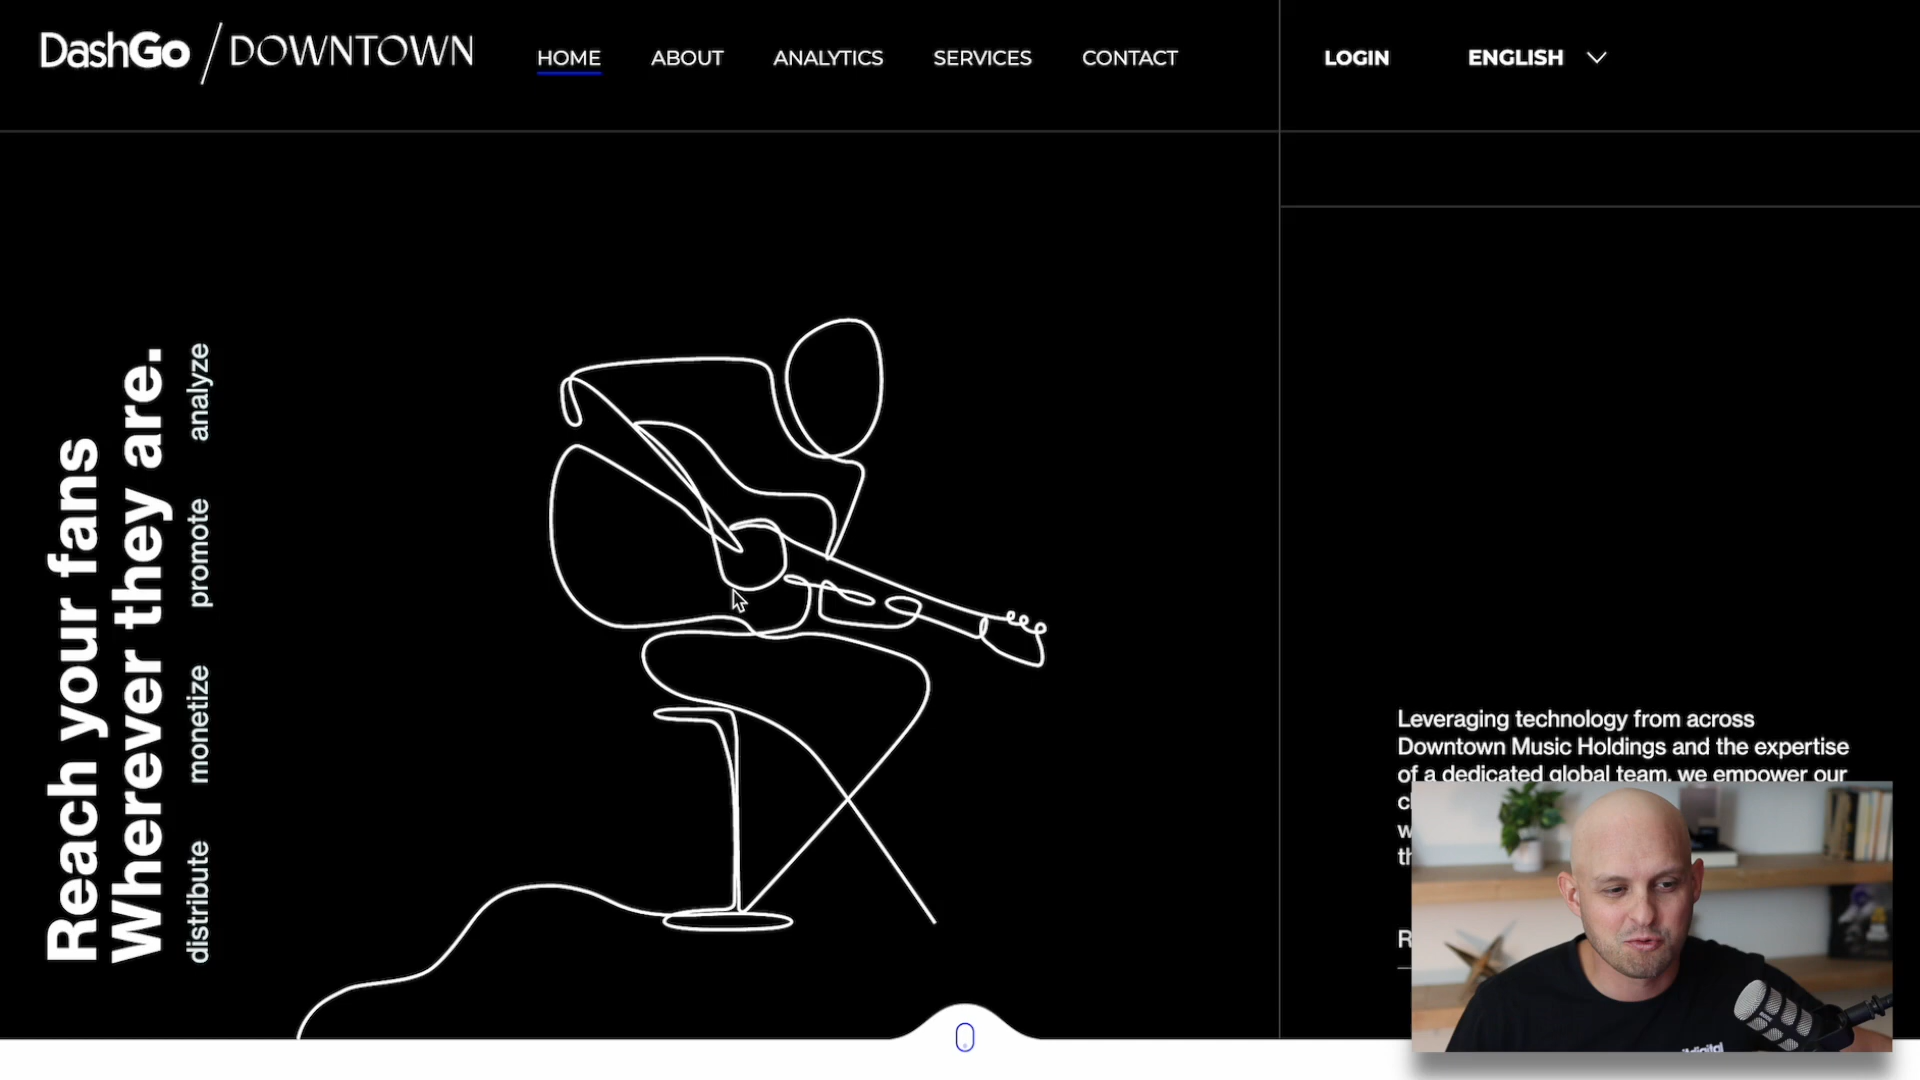 DashGo / DOWNTOWN
HOME
ABOUT
ANALYTICS
SERVICES
CONTACT
LOGIN
ENGLISH
Reach your fans
Wherever they are.
distribute
monetize
promote
analyze
Leveraging technology from across
Downtown Music Holdings and the expertise
of a dedicated global team, we empower our